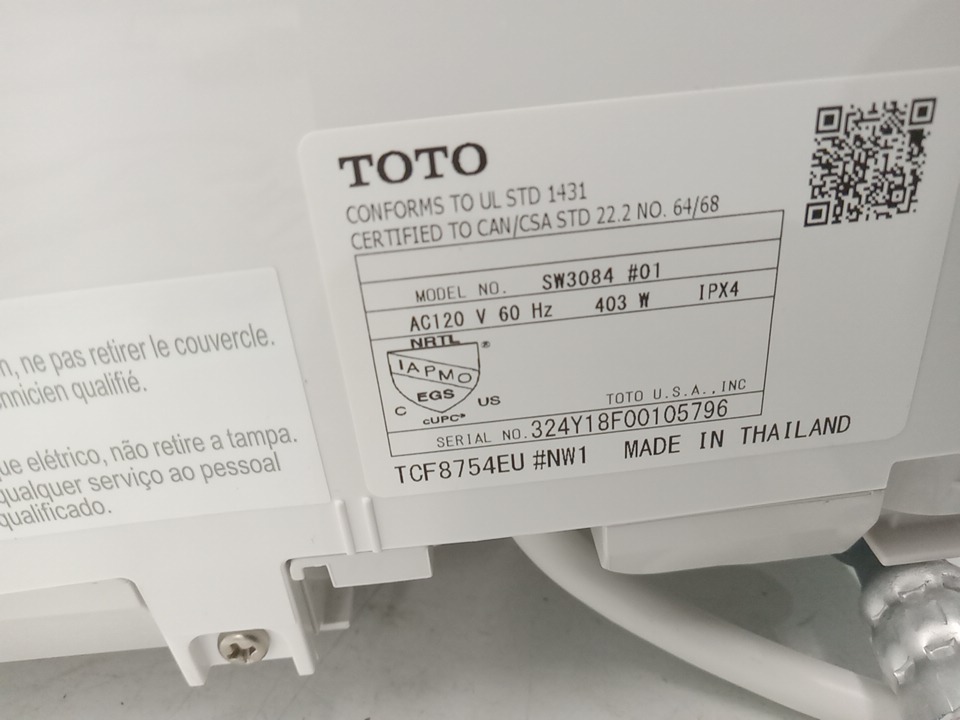 TOTO
CONFORMS TO UL STD 1431
CERTIFIED TO CAN/CSA STD 22.2 NO. 64/68
MODEL NO. SW3084 #01
AC120 V 60 Hz 403 W IPX4
NRTL
®
IAPMO
EGS
C US
cUPC®
TOTO U.S.A.,INC
SERIAL NO. 324Y18F00105796
TCF8754EU #NW1 MADE IN THAILAND
, ne pas retirer le couvercle.
qualifié.
elétrico, não retire a tampa.
qualquer serviço ao pessoal
qualificado.